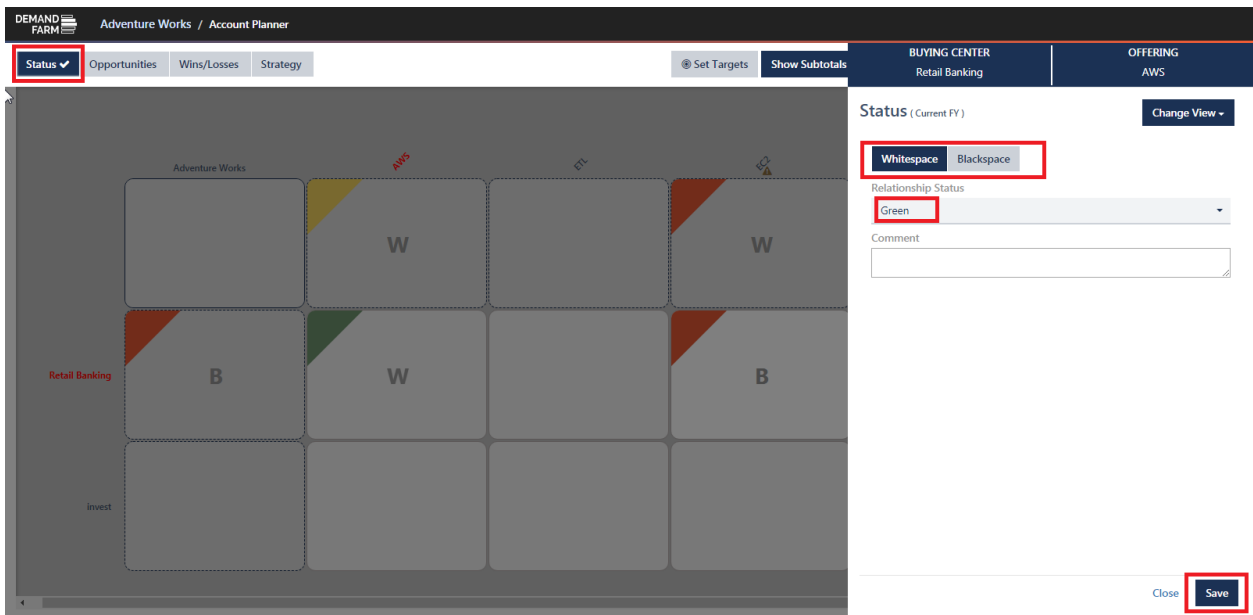 DEMAND
FARM
Adventure Works / Account Planner
Status ✔ Opportunities Wins/Losses Strategy
Set Targets Show Subtotals
BUYING CENTER OFFERING
Retail Banking AWS
Status ( Current FY )
Change View
Whitespace Blackspace
Relationship Status
Green
Comment
Adventure Works AWS ETL EC2
W W
Retail Banking B W B
invest
Close Save